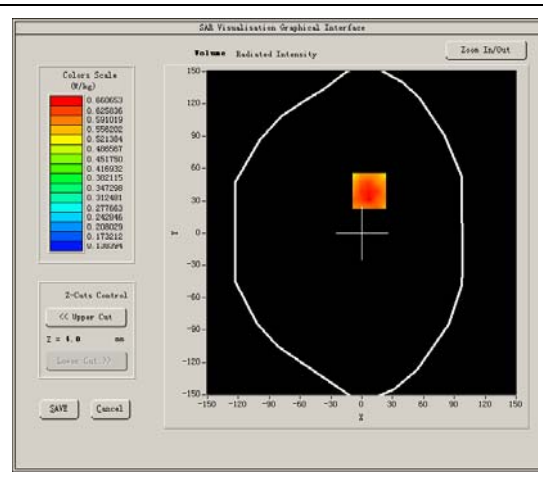 SAR Visualisation Graphical Interface
Volume Radiated Intensity
Zoom In/Out
Colors Scale
(W/kg)
0.660653
0.625836
0.591019
0.556202
0.521384
0.486567
0.451750
0.416932
0.382115
0.347298
0.312481
0.277663
0.242846
0.208029
0.173212
0.138394
150
120
90
60
30
Y 0
-30
-60
-90
-120
-150
-150 -120 -90 -60 -30 0 30 60 90 120 150
X
Z-Cuts Control
<< Upper Cut
Z = 4.0 mm
Lower Cut >>
SAVE Cancel